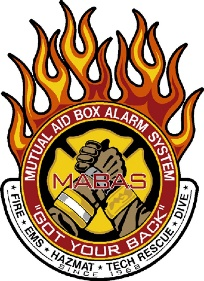 MUTUAL AID BOX ALARM SYSTEM
MABAS
"GOT YOUR BACK"
FIRE * EMS * HAZMAT * TECH RESCUE * DIVE
SINCE 1968